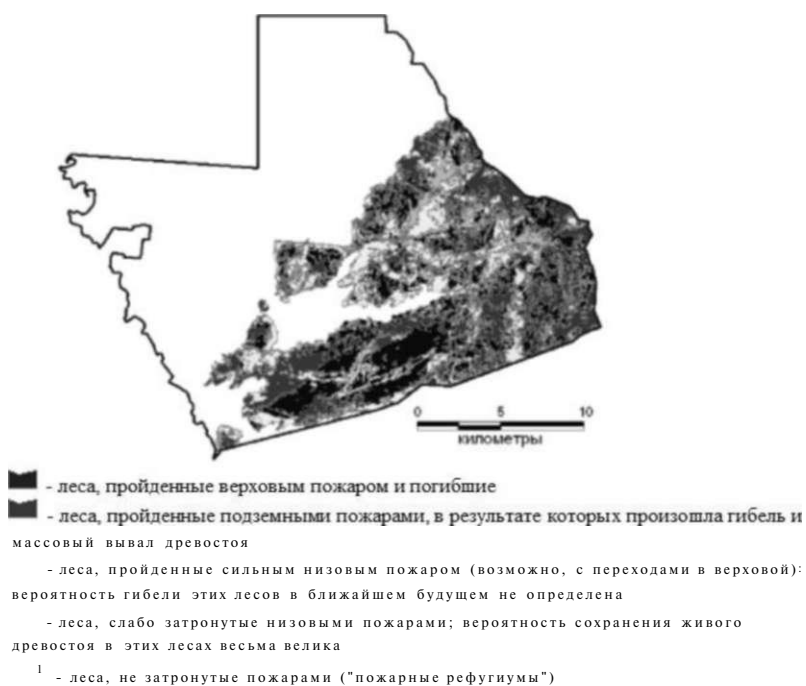 0 5 10
километры
- леса, пройденные верховым пожаром и погибшие
- леса, пройденные подземными пожарами, в результате которых произошла гибель и
массовый вывал древостоя
- леса, пройденные сильным низовым пожаром (возможно, с переходами в верховой):
вероятность гибели этих лесов в ближайшем будущем не определена
- леса, слабо затронутые низовыми пожарами; вероятность сохранения живого
древостоя в этих лесах весьма велика
1 - леса, не затронутые пожарами ("пожарные рефугиумы")